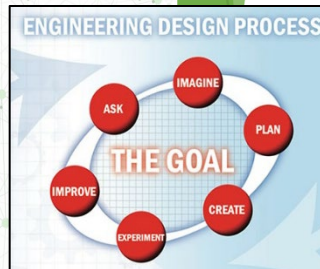 ENGINEERING DESIGN PROCESS
IMAGINE
ASK
PLAN
THE GOAL
IMPROVE
CREATE
EXPERIMENT